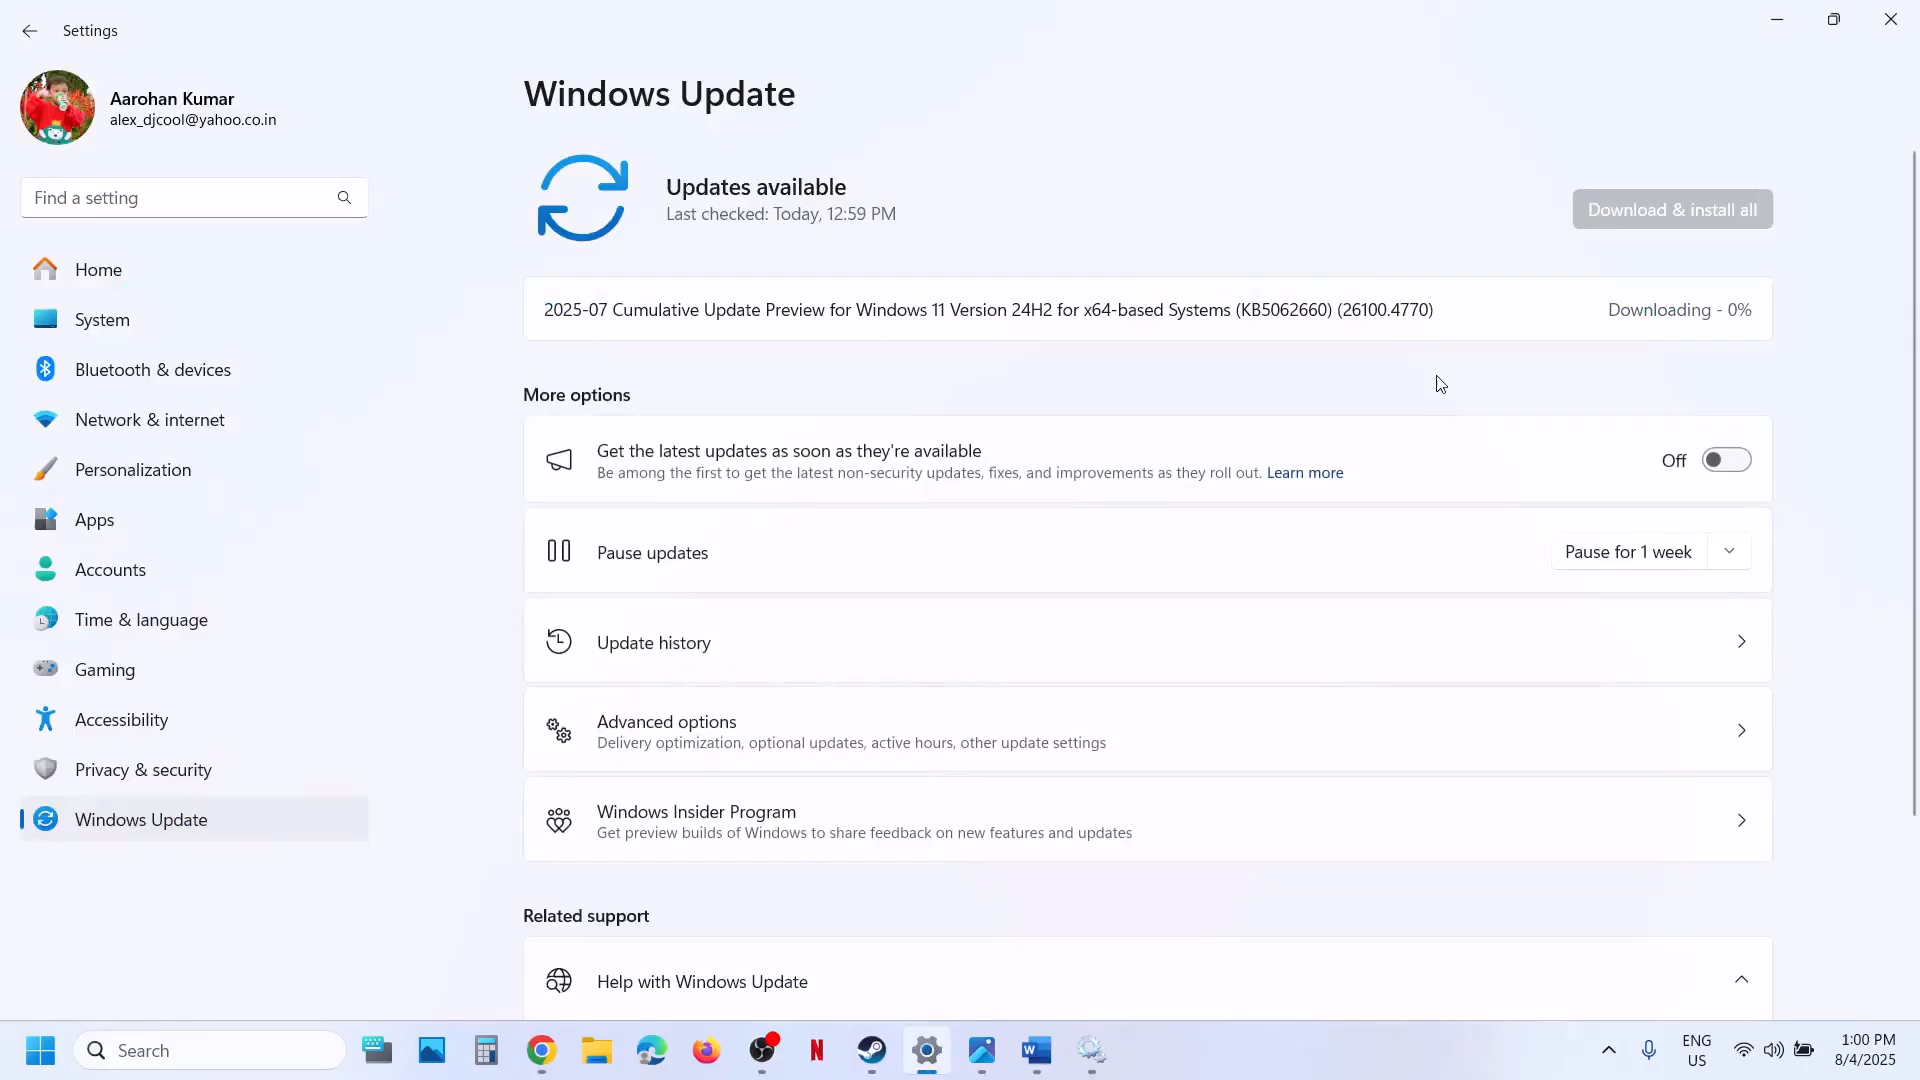 Settings
Aarohan Kumar
alex_djcool@yahoo.co.in
Find a setting
Home
System
Bluetooth & devices
Network & internet
Personalization
Apps
Accounts
Time & language
Gaming
Accessibility
Privacy & security
Windows Update
Windows Update
Updates available
Last checked: Today, 12:59 PM
Download & install all
2025-07 Cumulative Update Preview for Windows 11 Version 24H2 for x64-based Systems (KB5062660) (26100.4770)
Downloading - 0%
More options
Get the latest updates as soon as they're available
Be among the first to get the latest non-security updates, fixes, and improvements as they roll out. Learn more
Off
Pause updates
Pause for 1 week
Update history
Advanced options
Delivery optimization, optional updates, active hours, other update settings
Windows Insider Program
Get preview builds of Windows to share feedback on new features and updates
Related support
Help with Windows Update
Search
ENG
US
1:00 PM
8/4/2025